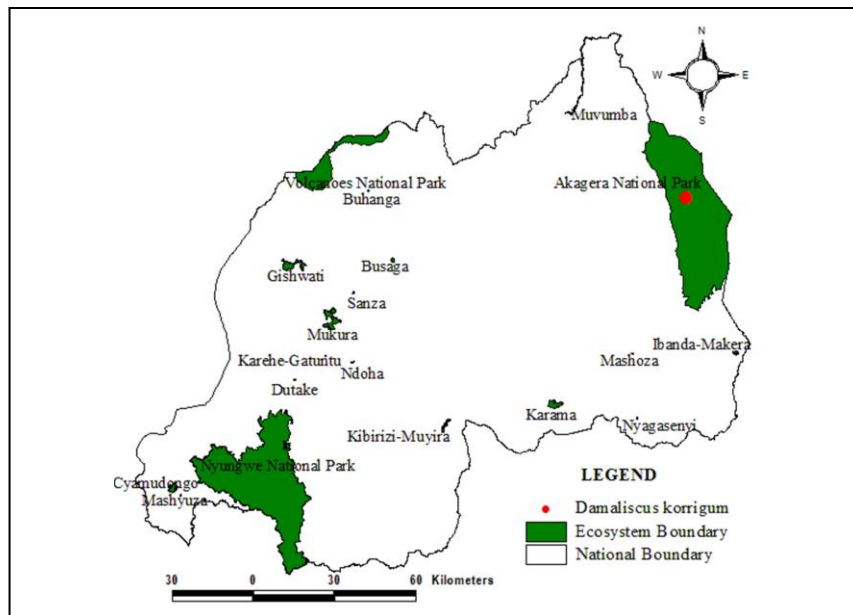 N
W
E
S
Muvumba
Volcanoes National Park
Akagera National Park
Buhanga
Gishwati
Busaga
Sanza
Mukura
Ibanda-Makera
Karehe-Gaturitu
Mashoza
Ndoha
Dutake
Karama
Nyagasenyi
Kibirizi-Muyira
Nyungwe National Park
Cyamudongo
Mashyuza
LEGEND
Damaliscus korrigum
Ecosystem Boundary
National Boundary
30 0 30 60 Kilometers